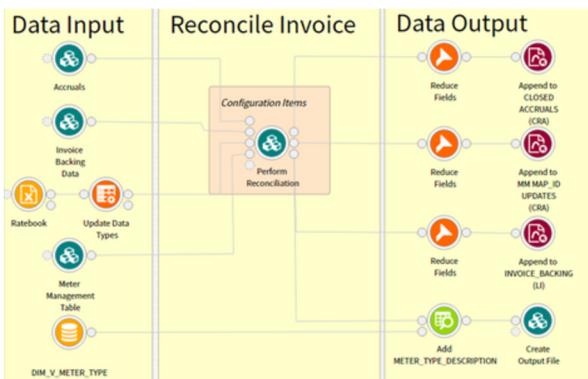 Data Input
Reconcile Invoice
Data Output
Accruals
Invoice
Backing
Data
Ratebook
Update Data
Types
Meter
Management
Table
DIM_V_METER_TYPE
Configuration Items
Perform
Reconciliation
Reduce
Fields
Append to
CLOSED
ACCRUALS
(CRA)
Reduce
Fields
Append to
MM MAP_ID
UPDATES
(CRA)
Reduce
Fields
Append to
INVOICE_BACKING
(LI)
Add
METER_TYPE_DESCRIPTION
Create
Output File